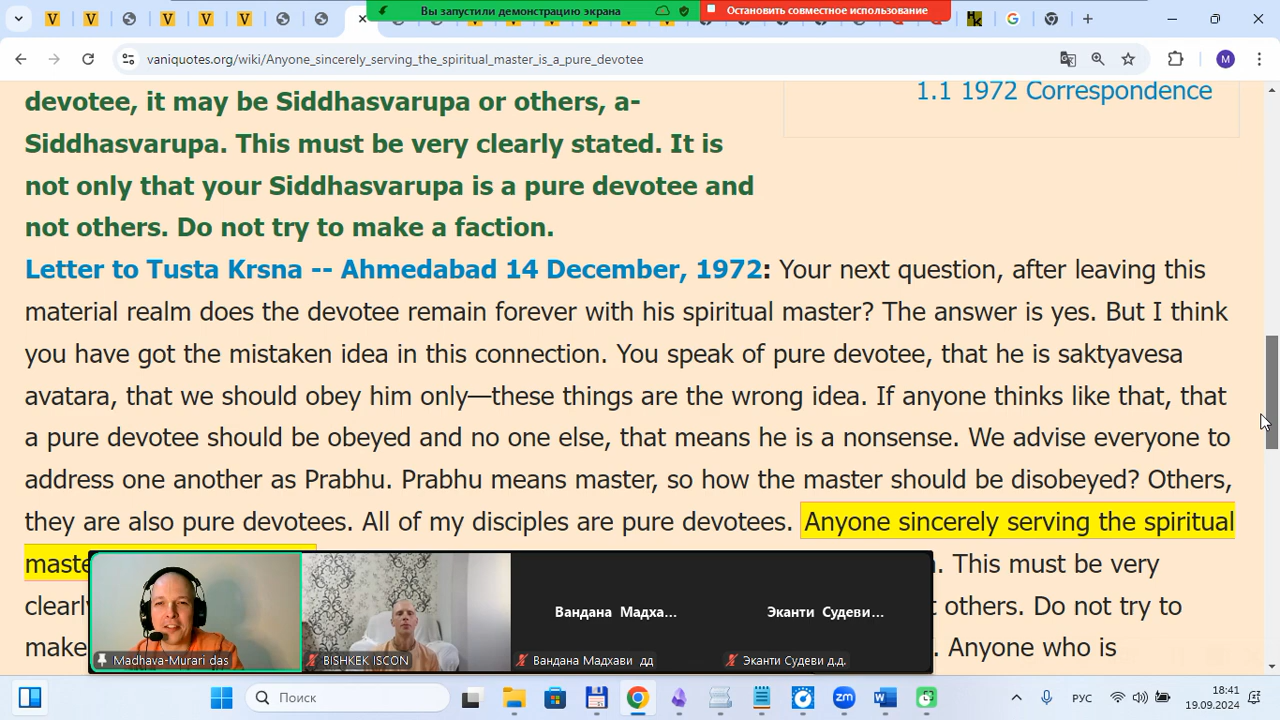 Вы запустили демонстрацию экрана
Остановить совместное использование
vaniquotes.org/wiki/Anyone_sincerely_serving_the_spiritual_master_is_a_pure_devotee
M
devotee, it may be Siddhasvarupa or others, a-
1.1 1972 Correspondence
Siddhasvarupa. This must be very clearly stated. It is
not only that your Siddhasvarupa is a pure devotee and
not others. Do not try to make a faction.
Letter to Tusta Krsna -- Ahmedabad 14 December, 1972: Your next question, after leaving this
material realm does the devotee remain forever with his spiritual master? The answer is yes. But I think
you have got the mistaken idea in this connection. You speak of pure devotee, that he is saktyavesa
avatara, that we should obey him only—these things are the wrong idea. If anyone thinks like that, that
a pure devotee should be obeyed and no one else, that means he is a nonsense. We advise everyone to
address one another as Prabhu. Prabhu means master, so how the master should be disobeyed? Others,
they are also pure devotees. All of my disciples are pure devotees. Anyone sincerely serving the spiritual
This must be very
others. Do not try to
make
Anyone who is
Вандана Мадха...
Эканти Судеви...
Madhava-Murari das
BISHKEK ISCON
Вандана Мадхави дд
Эканти Судеви д.д.
Поиск
zm
РУС
18:41
19.09.2024